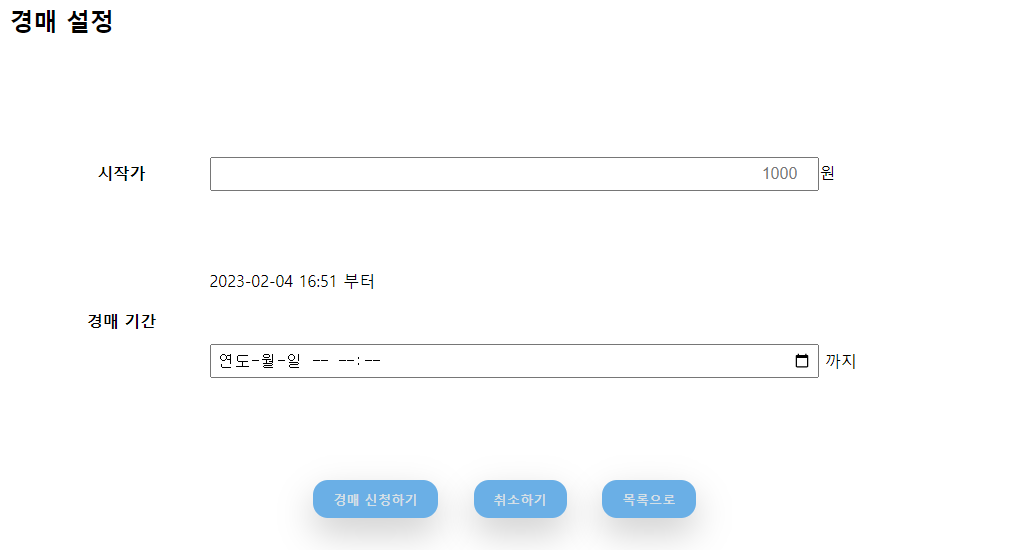 경매 설정
시작가 1000 원
2023-02-04 16:51 부터
경매 기간
연도-월-일 -- --:-- 까지
경매 신청하기 취소하기 목록으로